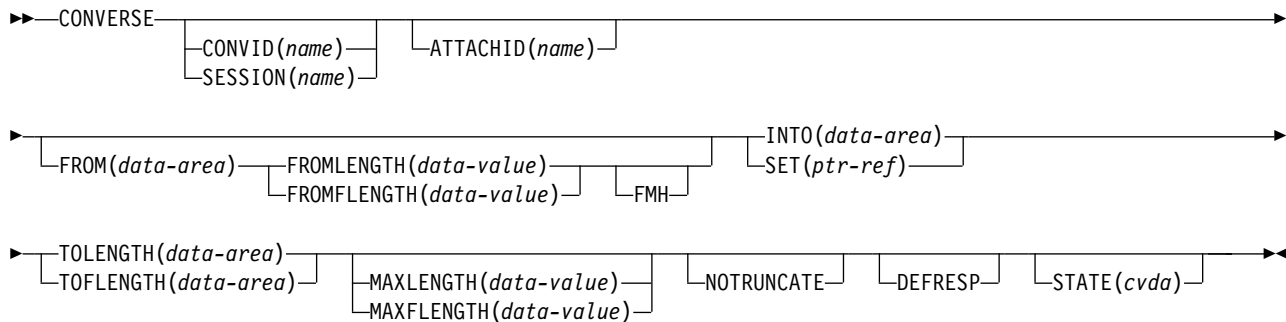 CONVERSE
CONVID(name) ATTACHID(name)
SESSION(name)
INTO(data-area)
FROM(data-area) FROMLENGTH(data-value) SET(ptr-ref)
FROMFLENGTH(data-value) FMH
TOLENGTH(data-area)
TOFLENGTH(data-area) MAXLENGTH(data-value) NOTRUNCATE DEFRESP STATE(cvda)
MAXFLENGTH(data-value)